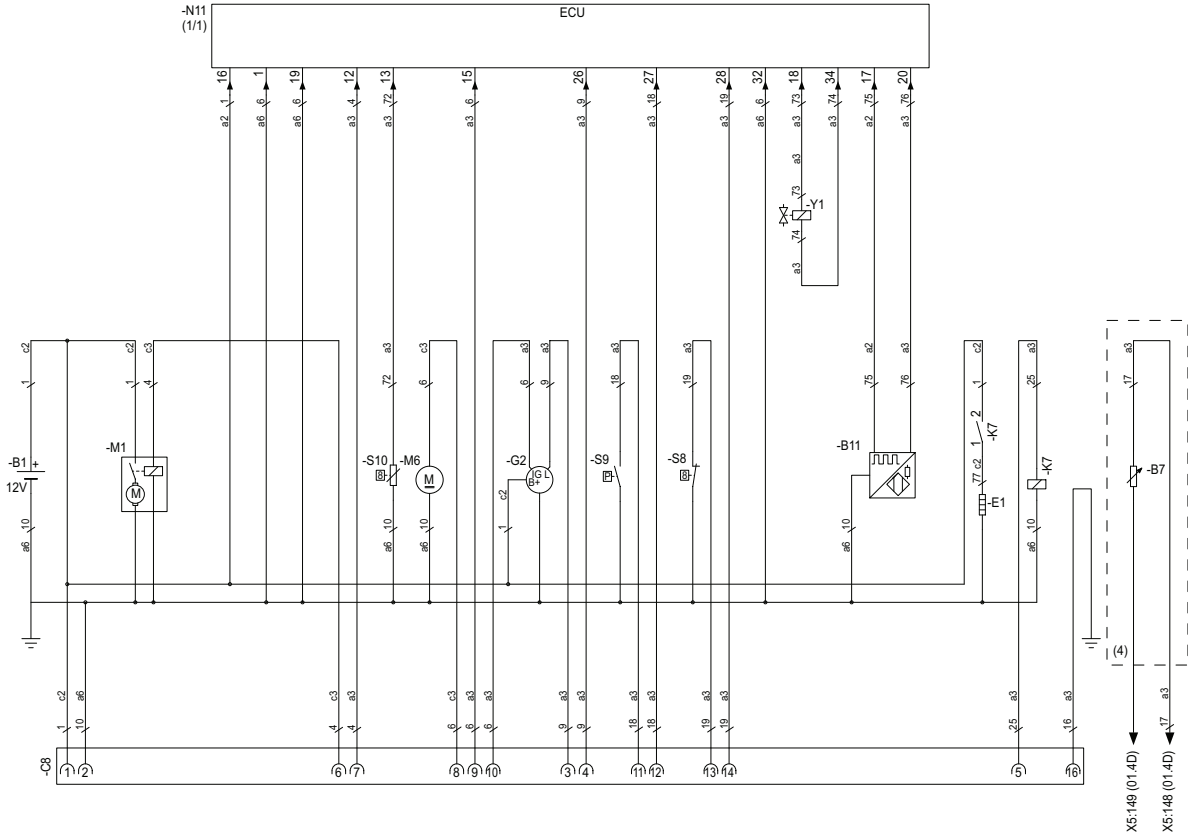 -N11
(1/1)
ECU
16 1 19 12 13 15 26 27 28 32 18 34 17 20
1 6 6 4 72 6 9 18 19 6 73 74 75 76
a2 a6 a6 a3 a3 a3 a3 a3 a3 a6 a3 a3 a2 a3
a3
73
-Y1
74
a3
c2 c2 c3 a3 c3 a3 a3 a3 a3 a2 a3 c2 a3 a3
1 1 4 72 6 6 9 18 19 75 76 1 25 17
-B1 +
12V
-M1
M
-S10
8
-M6
M
-G2
IG L
B+
-S9
P
-S8
8
-B11
2
1
-K7
c2
77
-E1
-K7
-B7
c2
1
10 10 10 10 10
a6 a6 a6 a6 a6
(4)
c2 a6 c3 a3 c3 a3 a3 a3 a3 a3 a3 a3 a3 a3 a3 a3
1 10 4 4 6 6 6 9 9 18 18 19 19 25 16 17
-C8
1 2 6 7 8 9 10 3 4 11 12 13 14 5 16
X5:149 (01.4D)
X5:148 (01.4D)